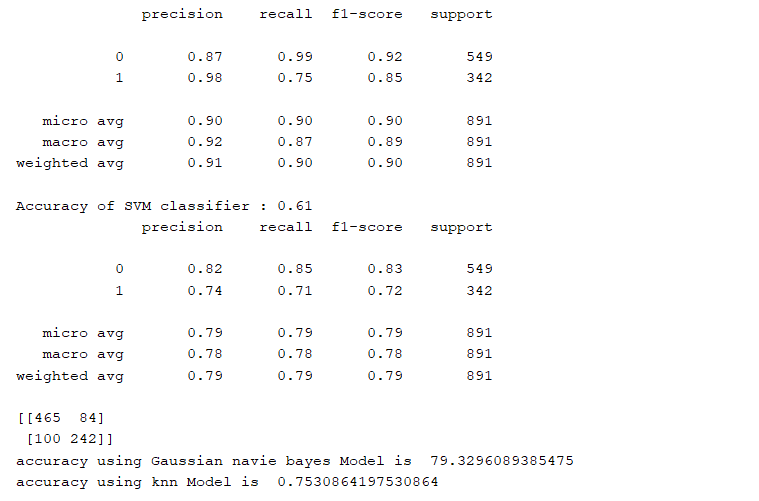 precision recall f1-score support
0 0.87 0.99 0.92 549
1 0.98 0.75 0.85 342
micro avg 0.90 0.90 0.90 891
macro avg 0.92 0.87 0.89 891
weighted avg 0.91 0.90 0.90 891
Accuracy of SVM classifier : 0.61
precision recall f1-score support
0 0.82 0.85 0.83 549
1 0.74 0.71 0.72 342
micro avg 0.79 0.79 0.79 891
macro avg 0.78 0.78 0.78 891
weighted avg 0.79 0.79 0.79 891
[[465 84]
[100 242]]
accuracy using Gaussian navie bayes Model is 79.3296089385475
accuracy using knn Model is 0.7530864197530864